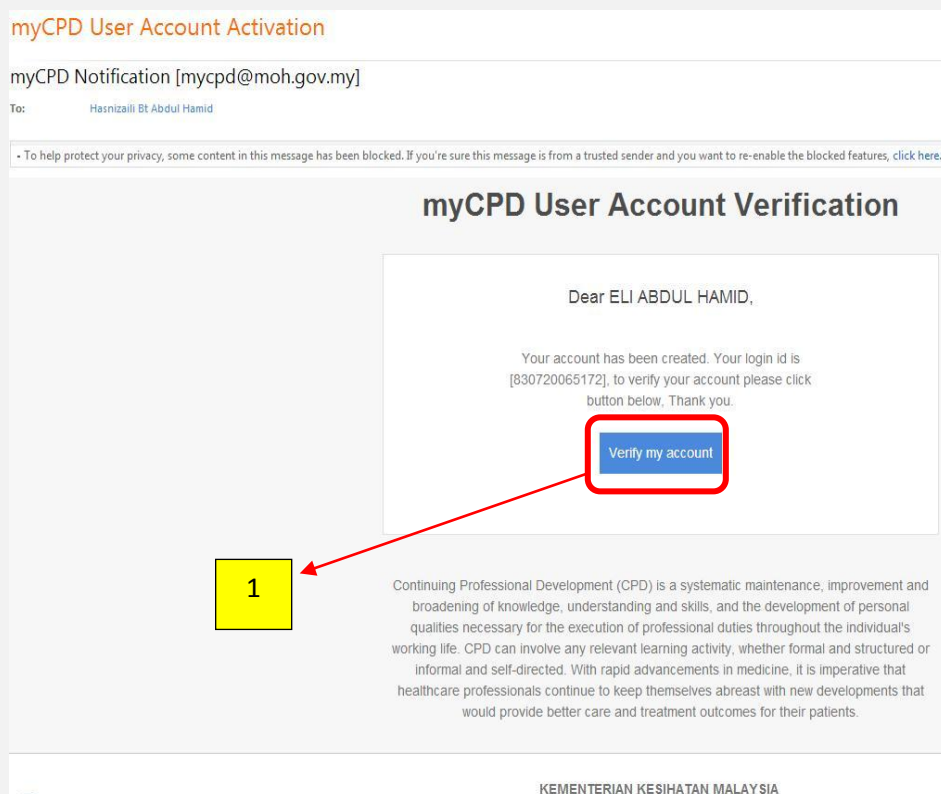 myCPD User Account Activation
myCPD Notification [mycpd@moh.gov.my]
To: Hasnizaili Bt Abdul Hamid
• To help protect your privacy, some content in this message has been blocked. If you're sure this message is from a trusted sender and you want to re-enable the blocked features, click here.
myCPD User Account Verification
Dear ELI ABDUL HAMID,
Your account has been created. Your login id is
[830720065172], to verify your account please click
button below, Thank you.
Verify my account
1
Continuing Professional Development (CPD) is a systematic maintenance, improvement and
broadening of knowledge, understanding and skills, and the development of personal
qualities necessary for the execution of professional duties throughout the individual's
working life. CPD can involve any relevant learning activity, whether formal and structured or
informal and self-directed. With rapid advancements in medicine, it is imperative that
healthcare professionals continue to keep themselves abreast with new developments that
would provide better care and treatment outcomes for their patients.
KEMENTERIAN KESIHATAN MALAYSIA